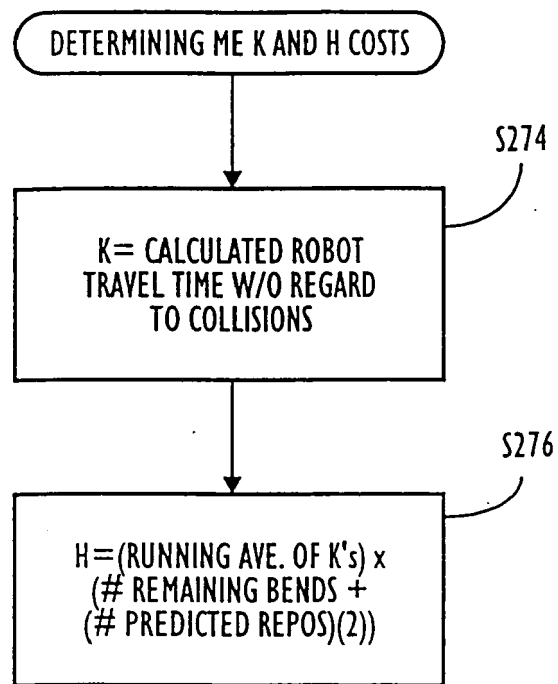 DETERMINING ME K AND H COSTS
S274
K= CALCULATED ROBOT
TRAVEL TIME W/O REGARD
TO COLLISIONS
S276
H=(RUNNING AVE. OF K's) x
(# REMAINING BENDS +
(# PREDICTED REPOS)(2))